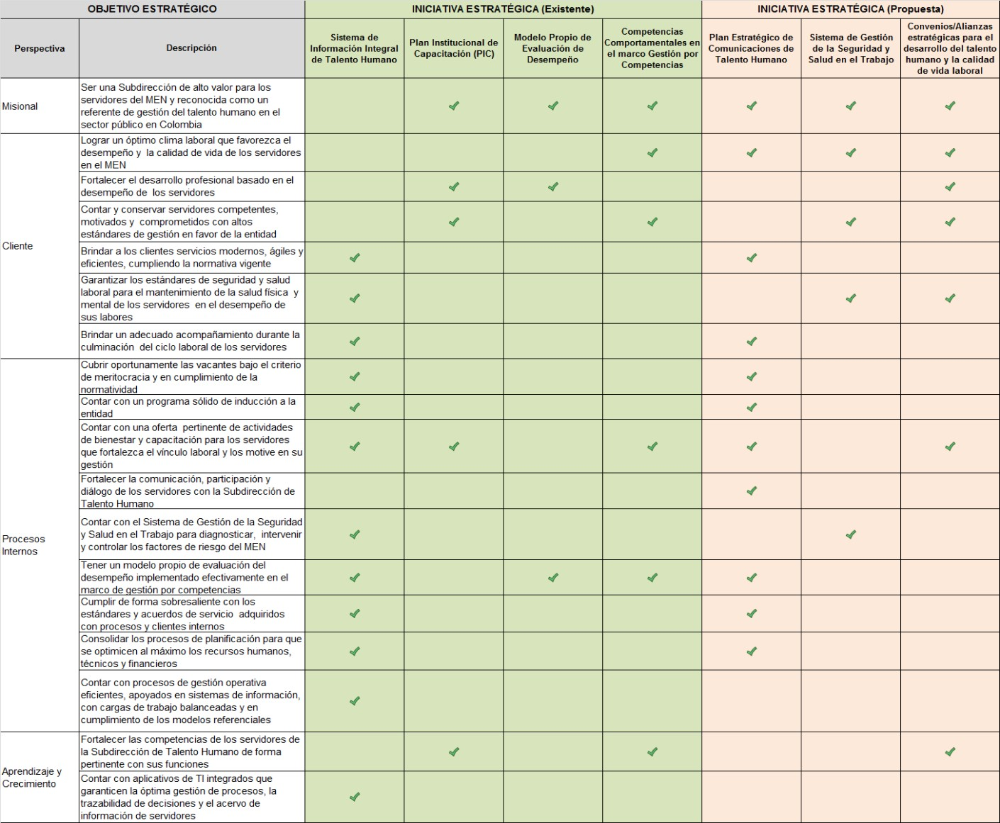 OBJETIVO ESTRATÉGICO
INICIATIVA ESTRATÉGICA (Existente)
INICIATIVA ESTRATÉGICA (Propuesta)
Perspectiva
Descripción
Sistema de
Información Integral
de Talento Humano
Plan Institucional de
Capacitación (PIC)
Modelo Propio de
Evaluación de
Desempeño
Competencias
Comportamentales en
el marco Gestión por
Competencias
Plan Estratégico de
Comunicaciones de
Talento Humano
Sistema de Gestión
de la Seguridad y
Salud en el Trabajo
Convenios/Alianzas
estratégicas para el
desarrollo del talento
humano y la calidad
de vida laboral
Misional
Ser una Subdirección de alto valor para los
servidores del MEN y reconocida como un
referente de gestión del talento humano en el
sector público en Colombia
Cliente
Lograr un óptimo clima laboral que favorezca el
desempeño y  la calidad de vida de los servidores
en el MEN
Fortalecer el desarrollo profesional basado en el
desempeño de  los servidores
Contar y conservar servidores competentes,
motivados y  comprometidos con altos
estándares de gestión en favor de la entidad
Brindar a los clientes servicios modernos, ágiles y
eficientes, cumpliendo la normativa vigente
Garantizar los estándares de seguridad y salud
laboral para el mantenimiento de la salud física  y
mental de los servidores  en el desempeño de
sus labores
Brindar un adecuado acompañamiento durante la
culminación  del ciclo laboral de los servidores
Procesos
Internos
Cubrir oportunamente las vacantes bajo el criterio
de meritocracia y en cumplimiento de la
normatividad
Contar con un programa sólido de inducción a la
entidad
Contar con una oferta  pertinente de actividades
de bienestar y capacitación para los servidores
que fortalezca el vínculo laboral y los motive en su
gestión
Fortalecer la comunicación, participación y
diálogo de los servidores con la Subdirección de
Talento Humano
Contar con el Sistema de Gestión de la Seguridad
y Salud en el Trabajo para diagnosticar,  intervenir
y controlar los factores de riesgo del MEN
Tener un modelo propio de evaluación del
desempeño implementado efectivamente en el
marco de gestión por competencias
Cumplir de forma sobresaliente con los
estándares y acuerdos de servicio  adquiridos
con procesos y clientes internos
Consolidar los procesos de planificación para que
se optimicen al máximo los recursos humanos,
técnicos y financieros
Contar con procesos de gestión operativa
eficientes, apoyados en sistemas de información,
con cargas de trabajo balanceadas y en
cumplimiento de los modelos referenciales
Aprendizaje y
Crecimiento
Fortalecer las competencias de los servidores de
la Subdirección de Talento Humano de forma
pertinente con sus funciones
Contar con aplicativos de TI integrados que
garanticen la óptima gestión de procesos, la
trazabilidad de decisiones y el acervo de
información de servidores